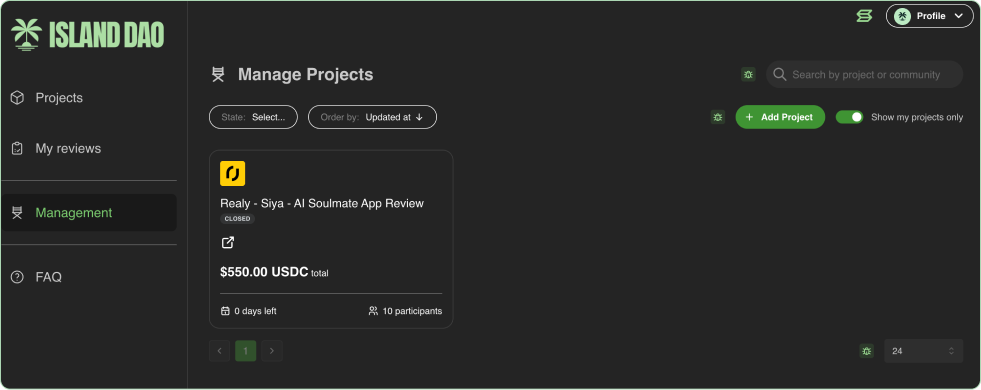 ISLAND DAO
Profile
Projects
My reviews
Management
FAQ
Manage Projects
Search by project or community
State: Select...
Order by: Updated at
+ Add Project
Show my projects only
Realy - Siya - AI Soulmate App Review
CLOSED
$550.00 USDC total
0 days left
10 participants
1
24